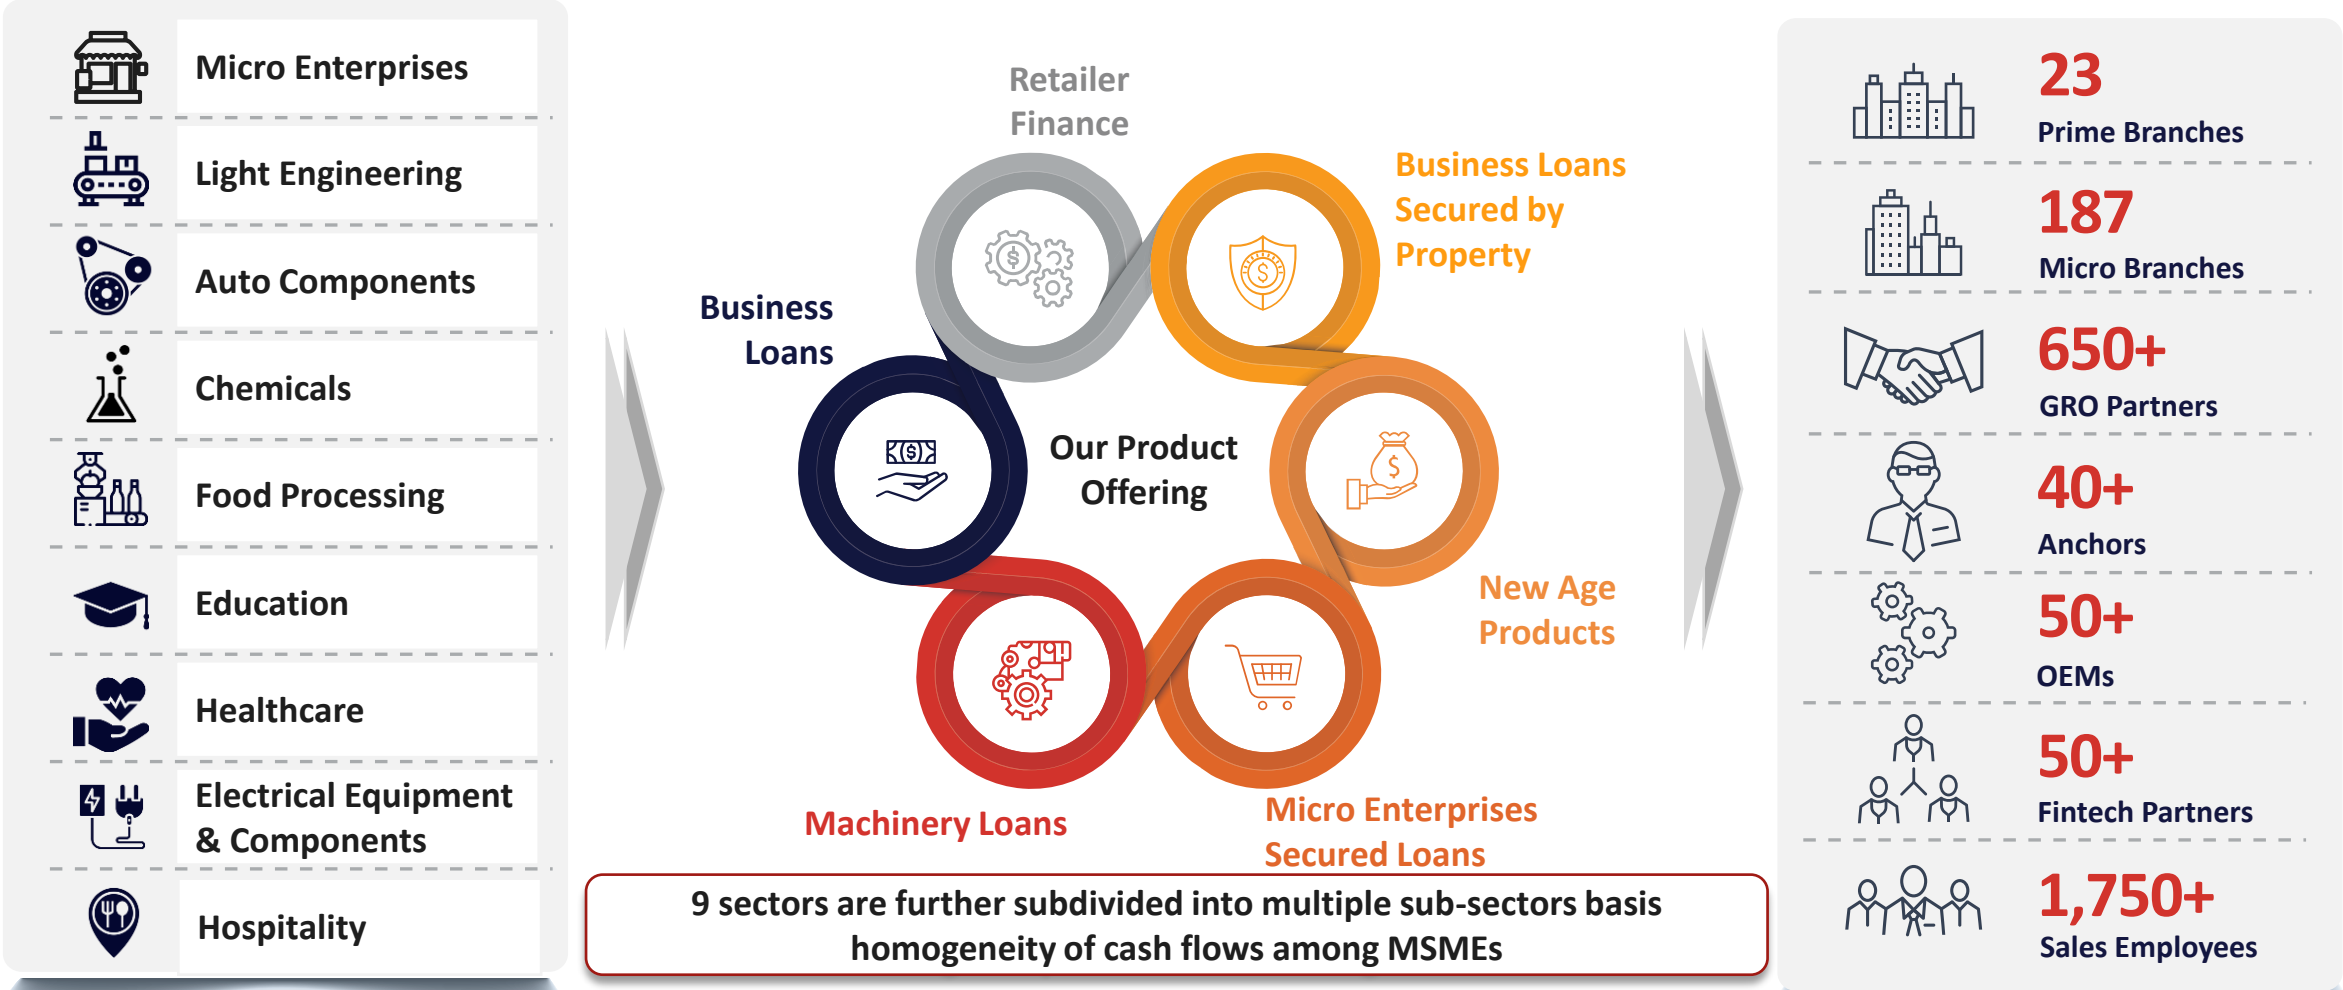 Micro Enterprises
Light Engineering
Auto Components
Chemicals
Food Processing
Education
Healthcare
Electrical Equipment
& Components
Hospitality
Retailer
Finance
Business Loans
Secured by
Property
Business
Loans
Our Product
Offering
New Age
Products
Machinery Loans
Micro Enterprises
Secured Loans
9 sectors are further subdivided into multiple sub-sectors basis
homogeneity of cash flows among MSMEs
23
Prime Branches
187
Micro Branches
650+
GRO Partners
40+
Anchors
50+
OEMs
50+
Fintech Partners
1,750+
Sales Employees